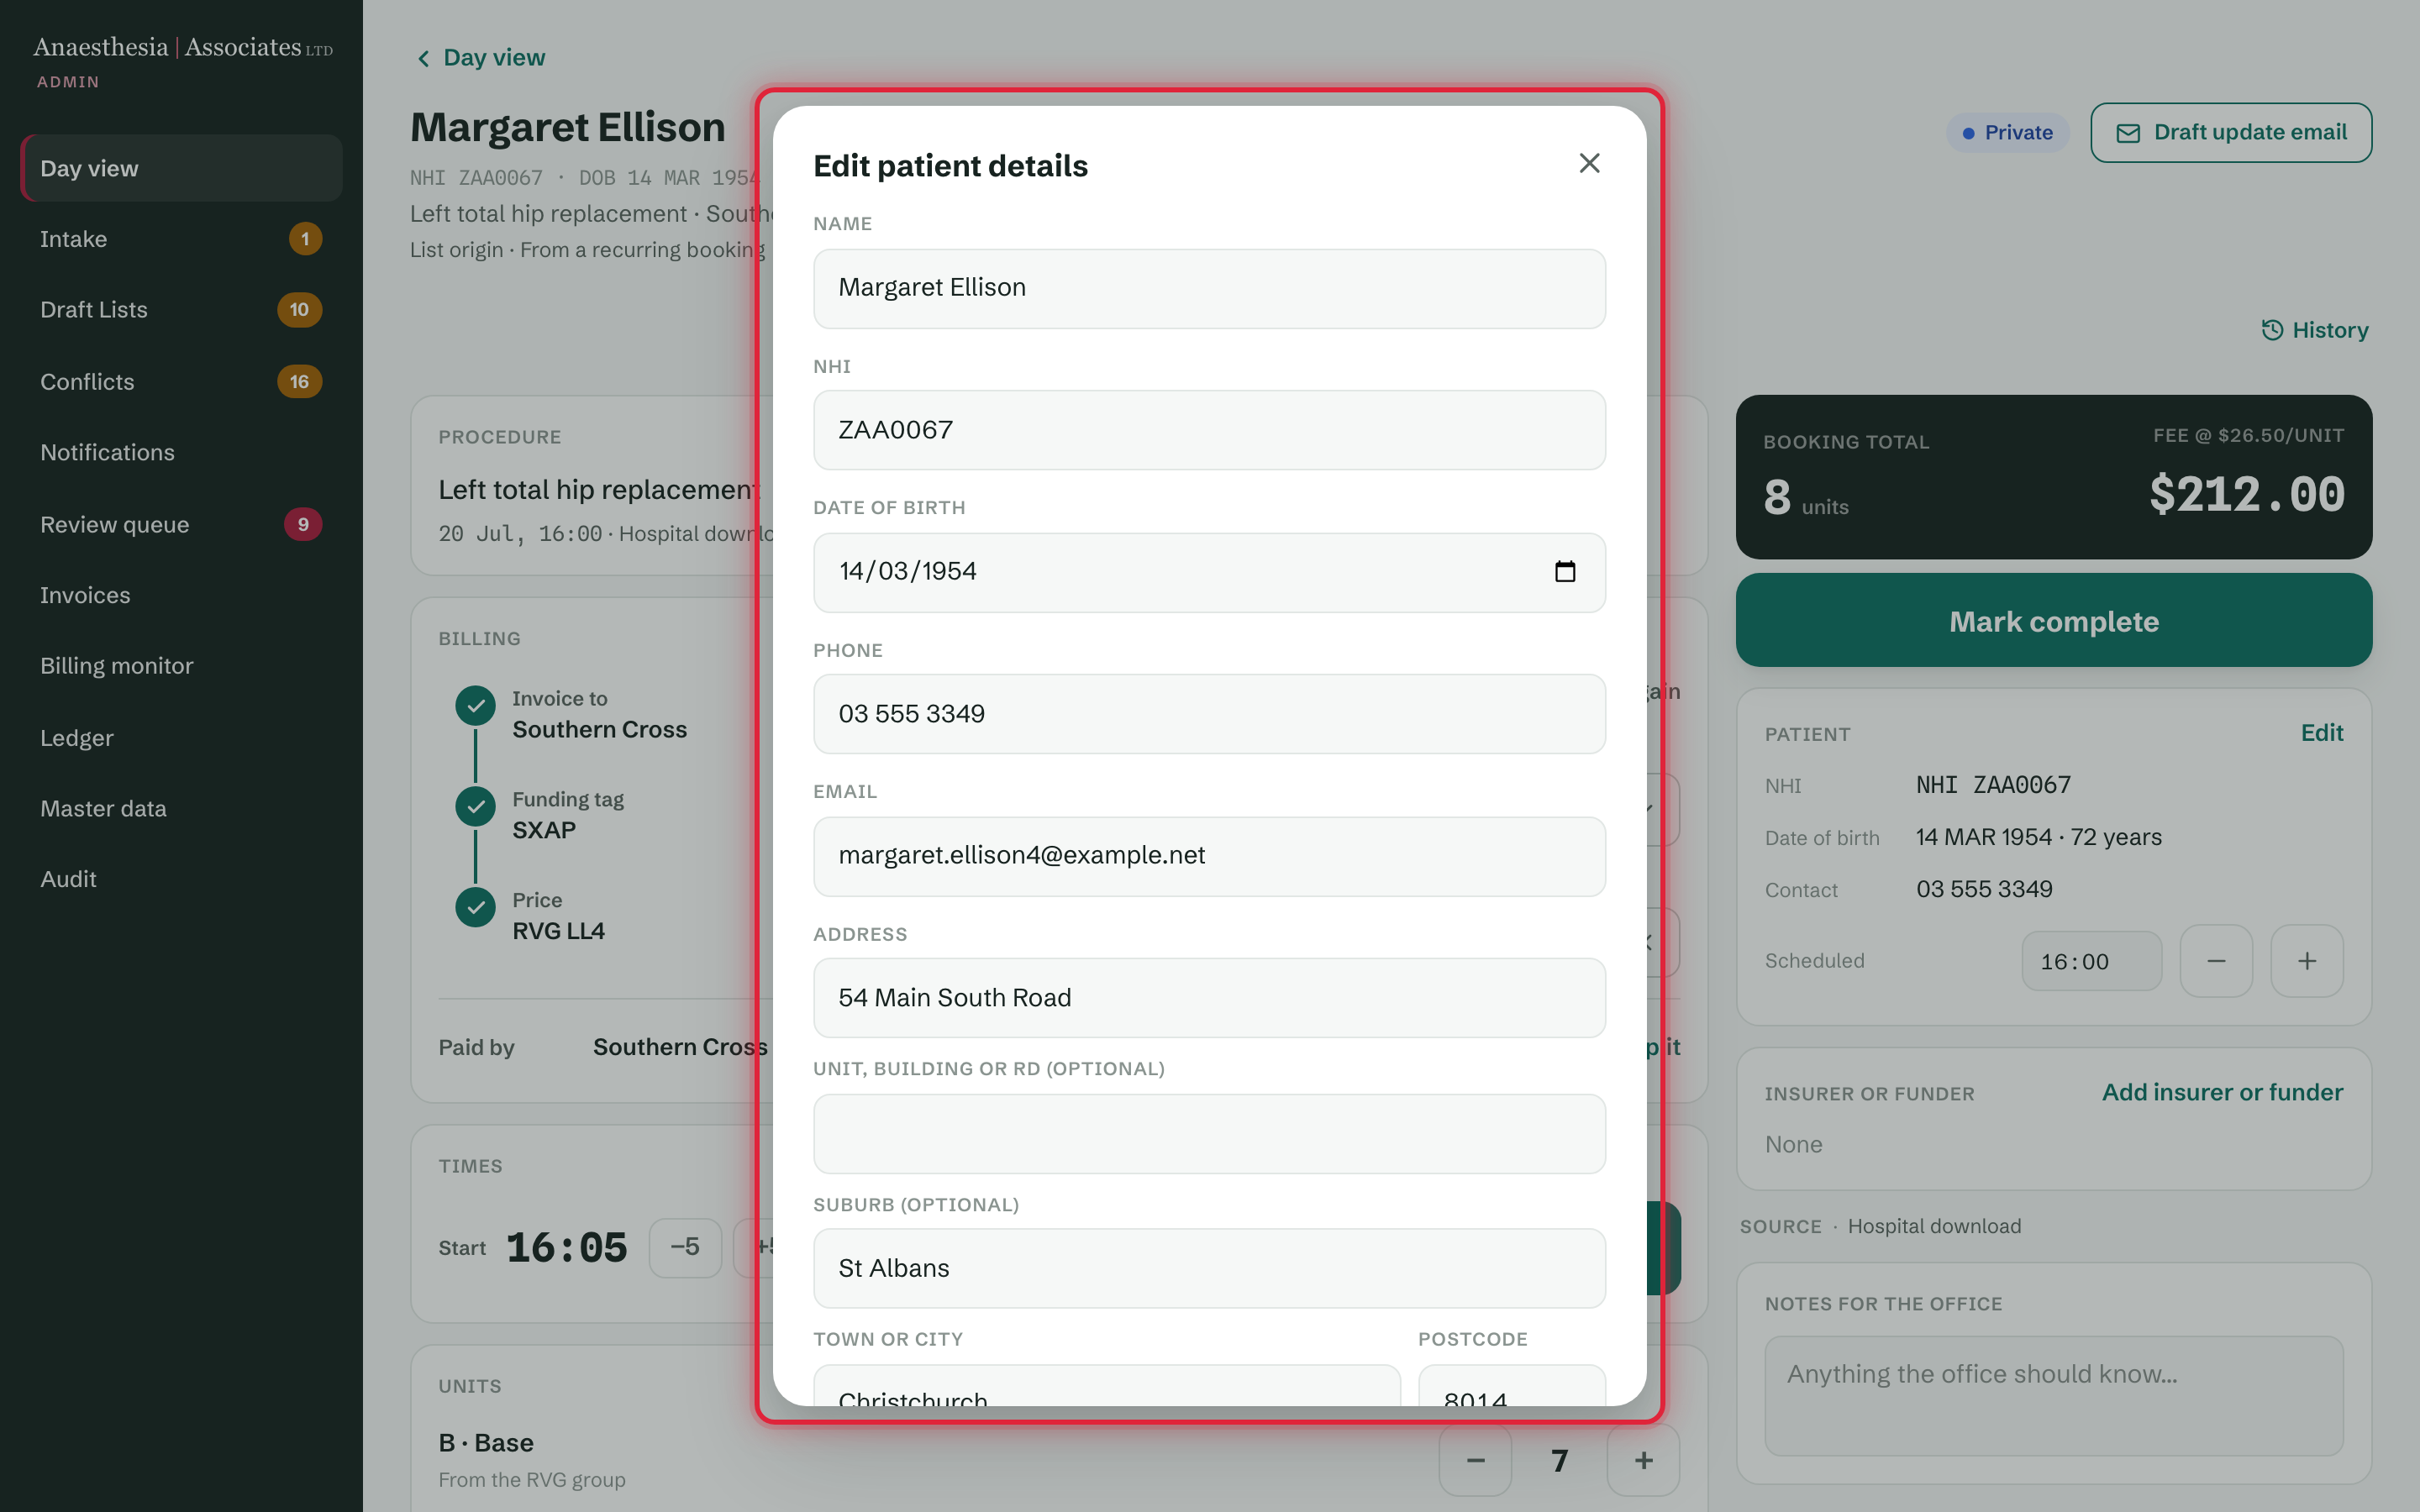 Anaesthesia | Associates LTD
ADMIN
Day view
Intake 1
Draft Lists 10
Conflicts 16
Notifications
Review queue 9
Invoices
Billing monitor
Ledger
Master data
Audit
Day view
Margaret Ellison
NHI ZAA0067 · DOB 14 MAR 1954
Left total hip replacement ·
List origin · From a recurring booking
Private
Draft update email
History
PROCEDURE
Left total hip replacement
20 Jul, 16:00 · Hospital
BILLING
Invoice to
Southern Cross
Funding tag
SXAP
Price
RVG LL4
Paid by Southern Cross
TIMES
Start 16:05 −5
UNITS
B · Base
From the RVG group
− 7 +
Edit patient details
NAME
Margaret Ellison
NHI
ZAA0067
DATE OF BIRTH
14/03/1954
PHONE
03 555 3349
EMAIL
margaret.ellison4@example.net
ADDRESS
54 Main South Road
UNIT, BUILDING OR RD (OPTIONAL)
SUBURB (OPTIONAL)
St Albans
TOWN OR CITY POSTCODE
Christchurch 8014
BOOKING TOTAL FEE @ $26.50/UNIT
8 units $212.00
Mark complete
PATIENT Edit
NHI NHI ZAA0067
Date of birth 14 MAR 1954 · 72 years
Contact 03 555 3349
Scheduled 16:00 − +
INSURER OR FUNDER Add insurer or funder
None
SOURCE · Hospital download
NOTES FOR THE OFFICE
Anything the office should know...